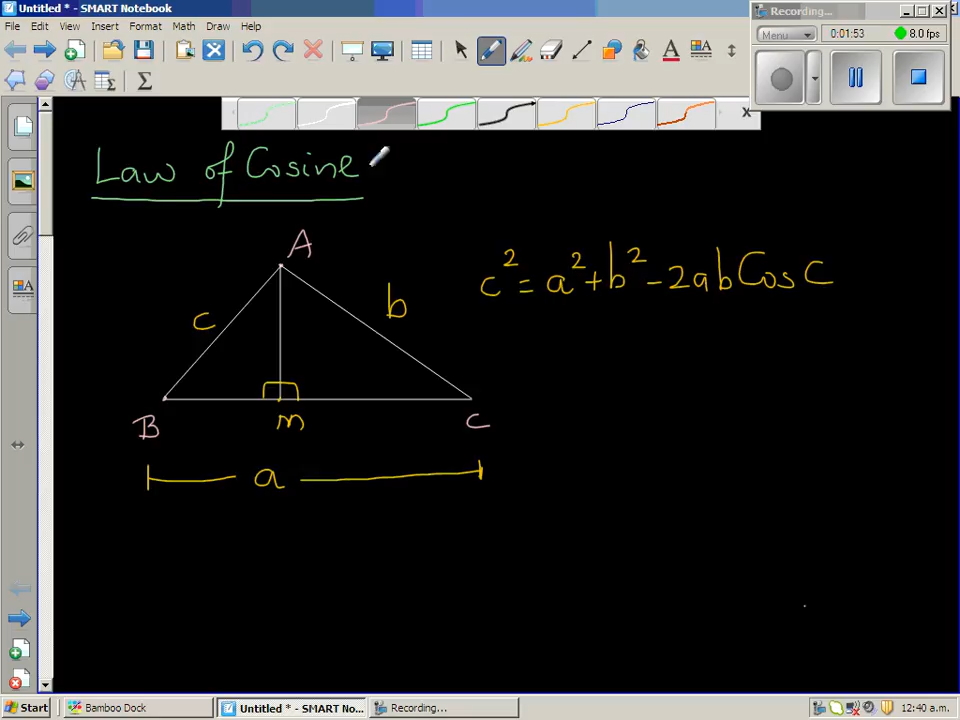 Untitled * - SMART Notebook
File Edit View Insert Format Math Draw Help
Recording...
Menu 0:01:53 8.0 fps
Law of Cosine
A
c² = a² + b² - 2ab Cos C
c b
B m C
a
Start Bamboo Dock Untitled * - SMART No... Recording... 12:40 a.m.